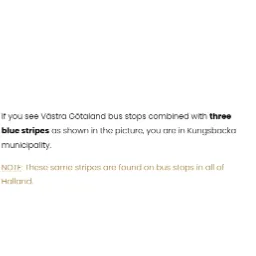 If you see Västra Götaland bus stops combined with three
blue stripes as shown in the picture, you are in Kungsbacka
municipality.
NOTE: These same stripes are found on bus stops in all of
Halland.